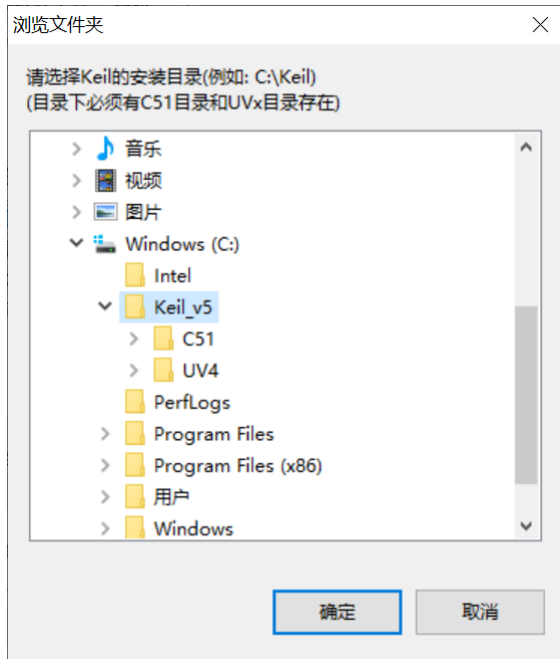 浏览文件夹
请选择Keil的安装目录(例如: C:\Keil)
(目录下必须有C51目录和UVx目录存在)
音乐
视频
图片
Windows (C:)
Intel
Keil_v5
C51
UV4
PerfLogs
Program Files
Program Files (x86)
用户
Windows
确定 取消